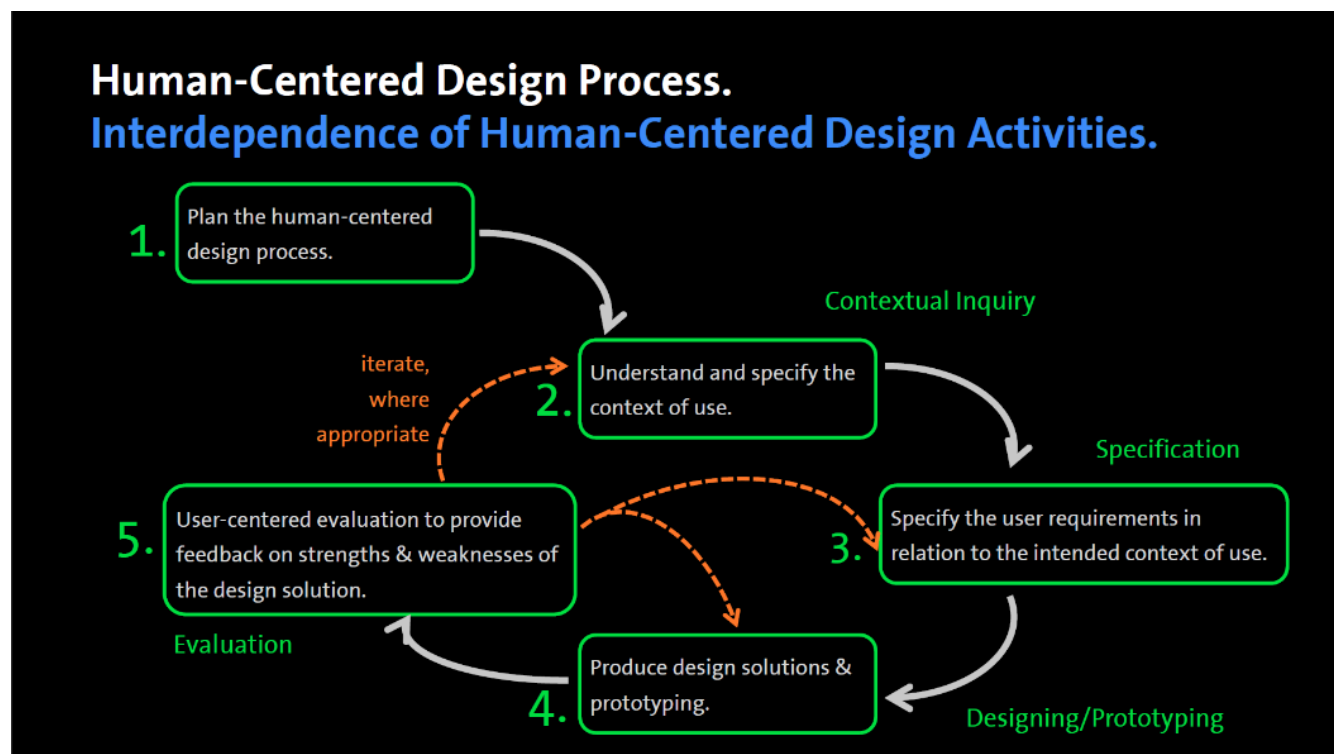 Human-Centered Design Process.
Interdependence of Human-Centered Design Activities.
1.
Plan the human-centered
design process.
Contextual Inquiry
iterate,
where
appropriate
2.
Understand and specify the
context of use.
Specification
5.
User-centered evaluation to provide
feedback on strengths & weaknesses of
the design solution.
3.
Specify the user requirements in
relation to the intended context of use.
Evaluation
4.
Produce design solutions &
prototyping.
Designing/Prototyping